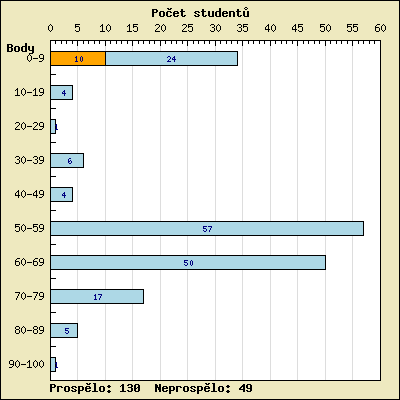 Počet studentů
0 5 10 15 20 25 30 35 40 45 50 55 60
Body
0-9 10 24
10-19 4
20-29 1
30-39 6
40-49 4
50-59 57
60-69 50
70-79 17
80-89 5
90-100 1
Prospělo: 130 Neprospělo: 49